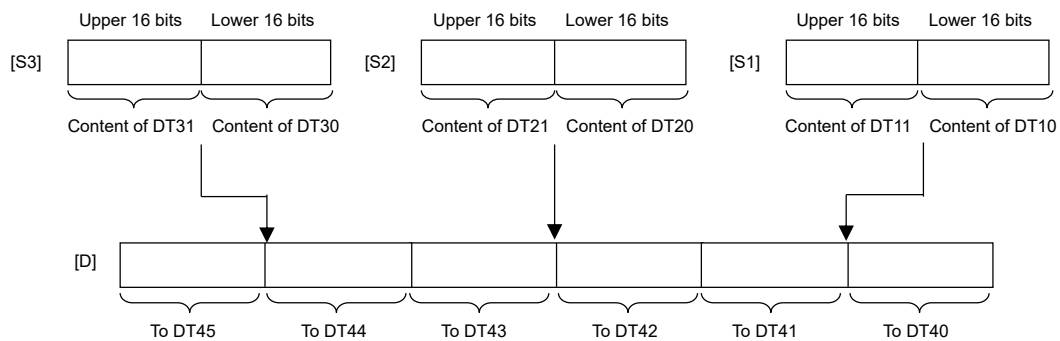 Upper 16 bits Lower 16 bits Upper 16 bits Lower 16 bits Upper 16 bits Lower 16 bits
[S3] [S2] [S1]
Content of DT31 Content of DT30 Content of DT21 Content of DT20 Content of DT11 Content of DT10
[D]
To DT45 To DT44 To DT43 To DT42 To DT41 To DT40